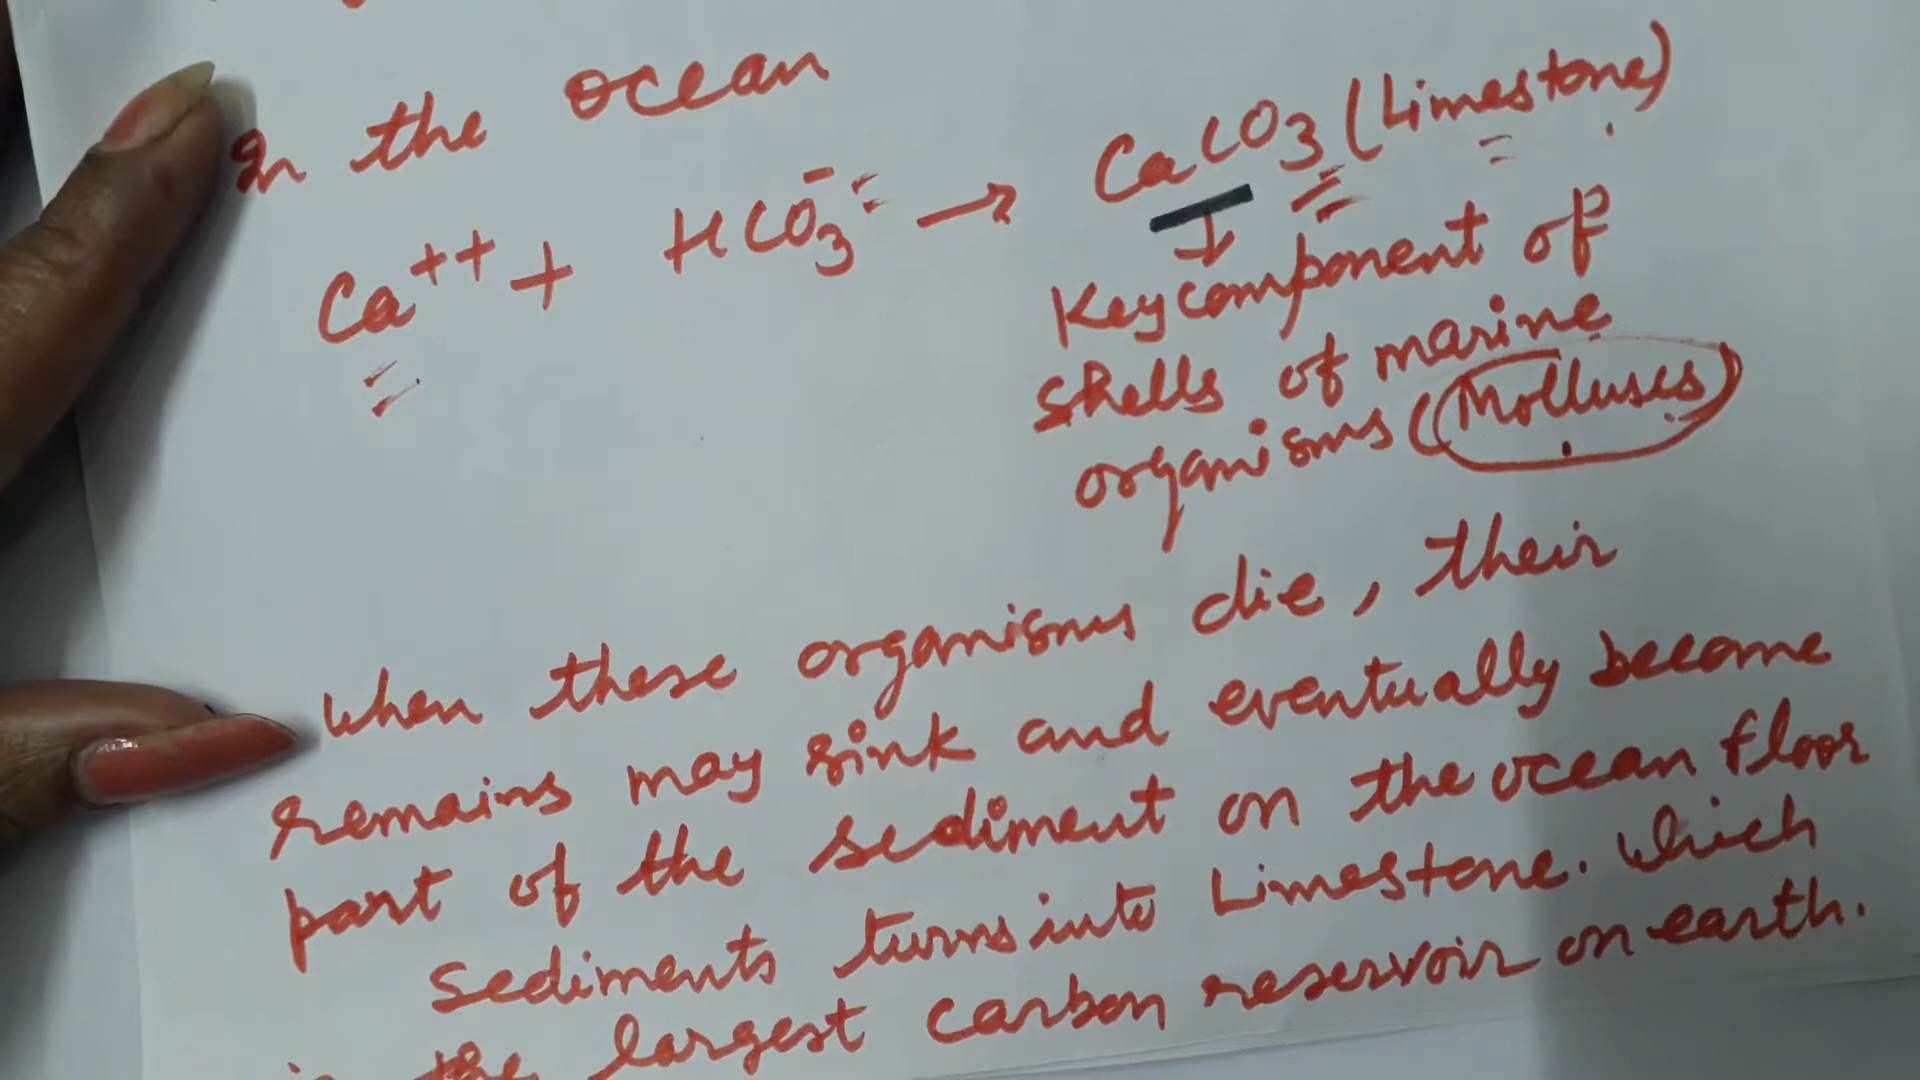 In the ocean
Ca++ + HCO3- → CaCO3 (Limestone)
↓
Key component of
shells of marine
organisms (Molluscs)
when these organisms die, their
remains may sink and eventually become
part of the sediment on the ocean floor
sediments turns into Limestone. which
is the largest carbon reservoir on earth.